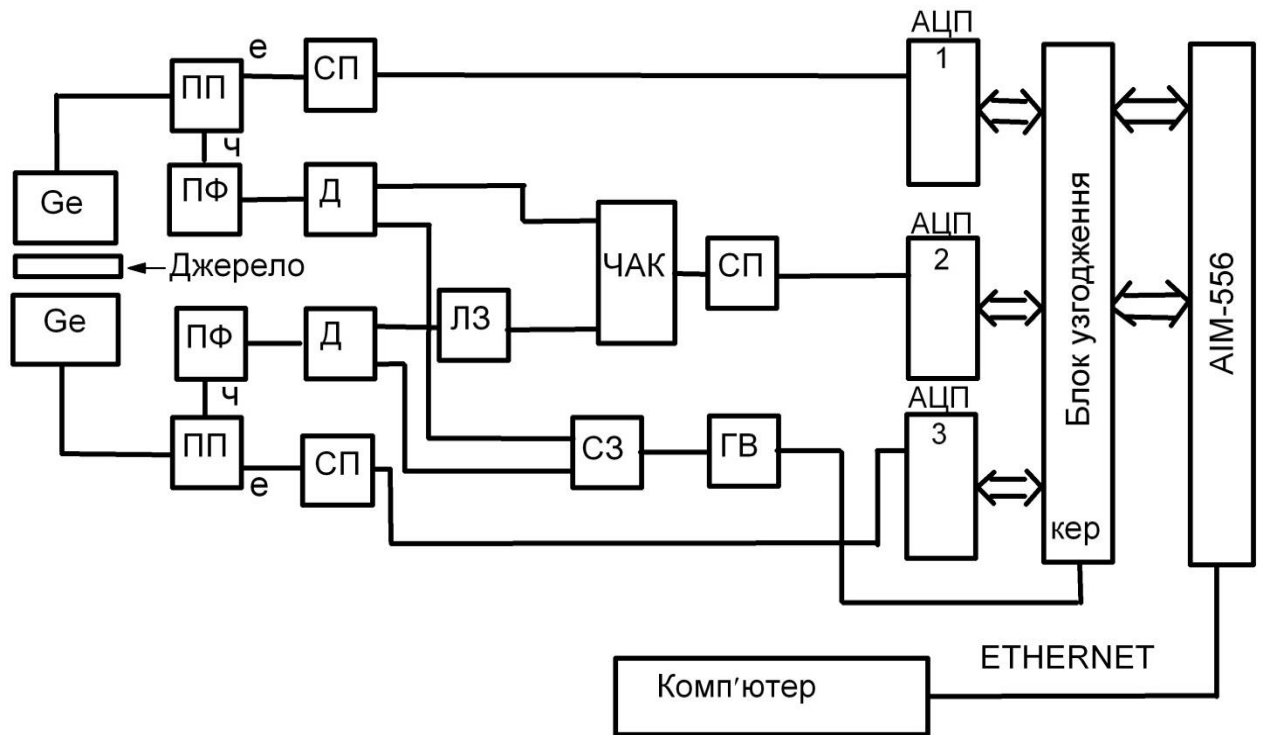 АЦП
1
е
СП
ПП
ч
ПФ
Д
Ge
Джерело
Ge
ПФ
Д
ЛЗ
ч
ПП
е
СП
ЧАК
СП
АЦП
2
АЦП
3
СЗ
ГВ
Блок узгодження
кер
AIM-556
ETHERNET
Комп′ютер